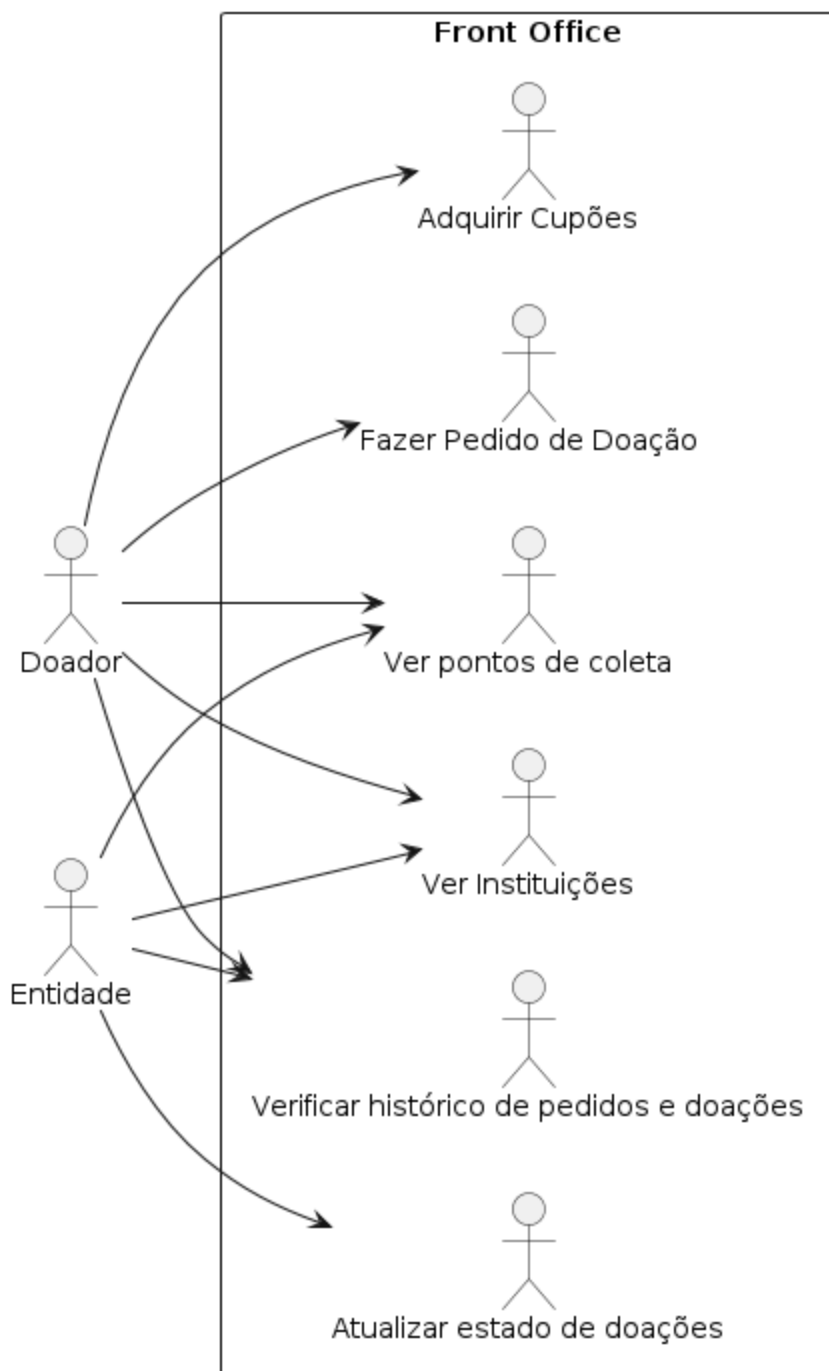 Front Office
Adquirir Cupões
Fazer Pedido de Doação
Doador
Ver pontos de coleta
Ver Instituições
Entidade
Verificar histórico de pedidos e doações
Atualizar estado de doações